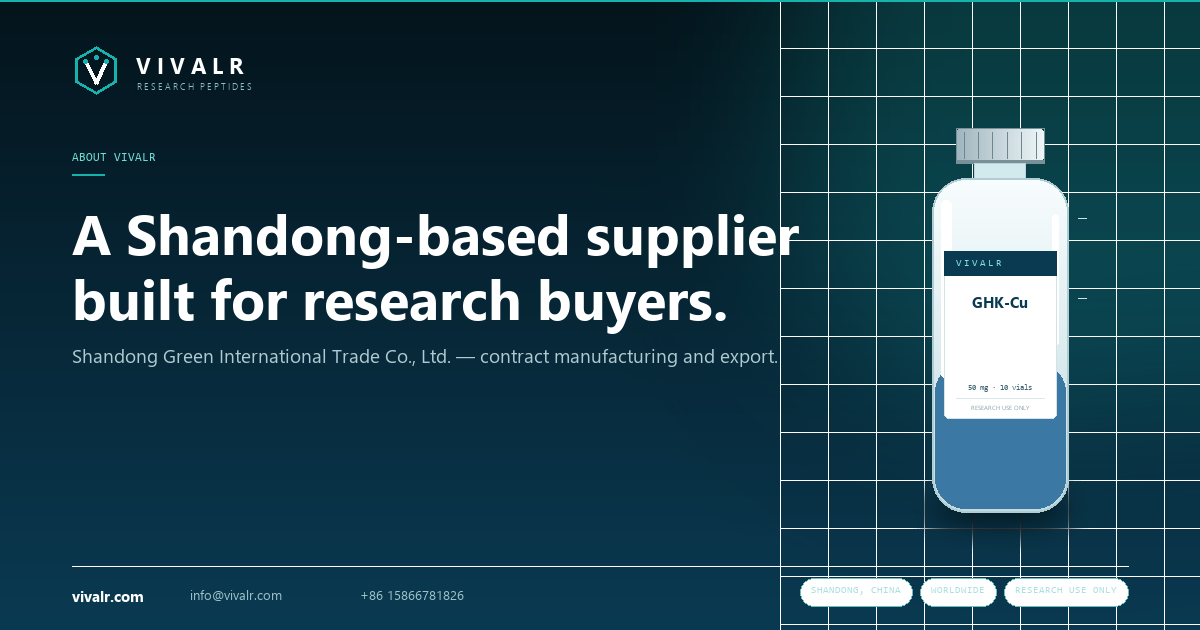 VIVALR
RESEARCH PEPTIDES
ABOUT VIVALR
A Shandong-based supplier
built for research buyers.
Shandong Green International Trade Co., Ltd. — contract manufacturing and export.
VIVALR
GHK-Cu
50 mg · 10 vials
RESEARCH USE ONLY
vivalr.com
info@vivalr.com
+86 15866781826
SHANDONG, CHINA
WORLDWIDE
RESEARCH USE ONLY